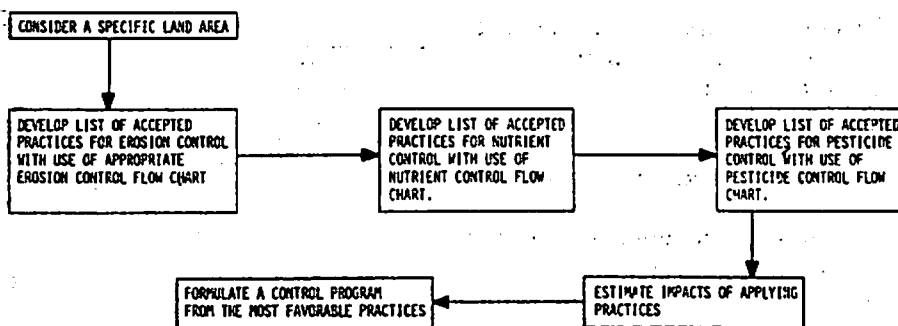 CONSIDER A SPECIFIC LAND AREA
DEVELOP LIST OF ACCEPTED
PRACTICES FOR EROSION CONTROL
WITH USE OF APPROPRIATE
EROSION CONTROL FLOW CHART
DEVELOP LIST OF ACCEPTED
PRACTICES FOR NUTRIENT
CONTROL WITH USE OF
NUTRIENT CONTROL FLOW
CHART.
DEVELOP LIST OF ACCEPTED
PRACTICES FOR PESTICIDE
CONTROL WITH USE OF
PESTICIDE CONTROL FLOW
CHART.
ESTIMATE IMPACTS OF APPLYING
PRACTICES
FORMULATE A CONTROL PROGRAM
FROM THE MOST FAVORABLE PRACTICES